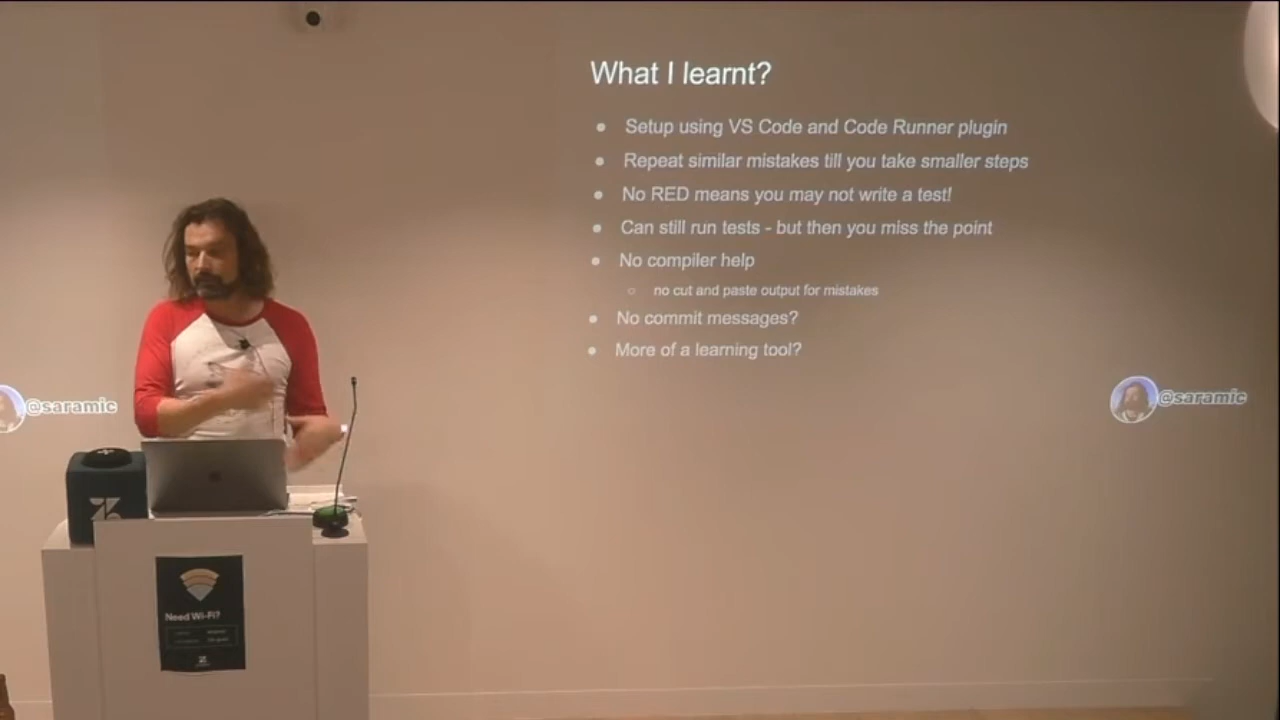 What I learnt?
Setup using VS Code and Code Runner plugin
Repeat similar mistakes till you take smaller steps
No RED means you may not write a test!
Can still run tests - but then you miss the point
No compiler help
no cut and paste output for mistakes
No commit messages?
More of a learning tool?
@saramic
@saramic
Need Wi-Fi?